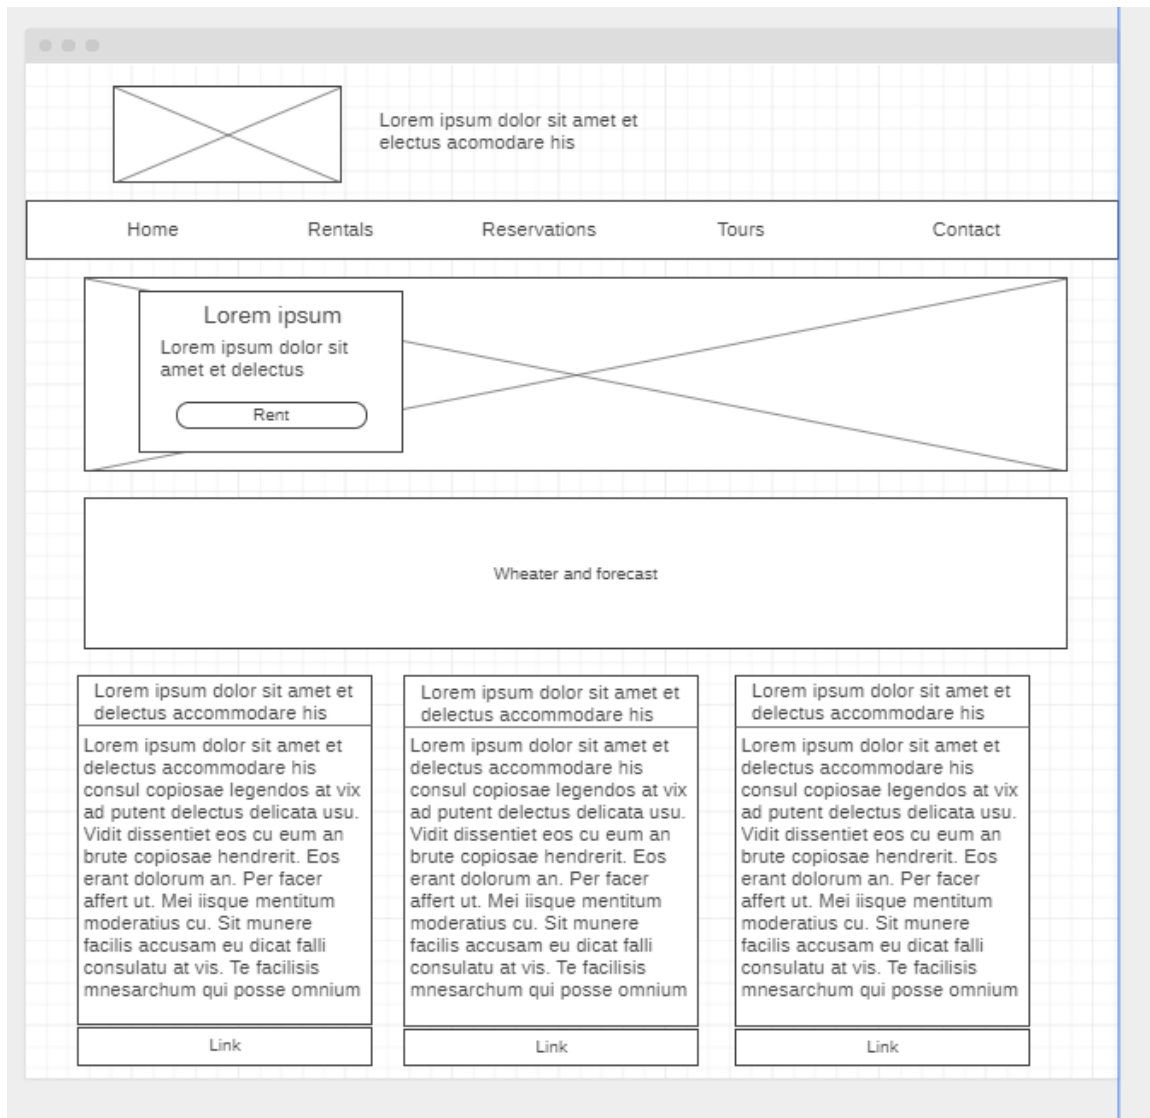 Lorem ipsum dolor sit amet et
electus acomodare his
Home Rentals Reservations Tours Contact
Lorem ipsum
Lorem ipsum dolor sit
amet et delectus
Rent
Wheater and forecast
Lorem ipsum dolor sit amet et
delectus accommodare his
Lorem ipsum dolor sit amet et
delectus accommodare his
consul copiosae legendos at vix
ad putent delectus delicata usu.
Vidit dissentiet eos cu eum an
brute copiosae hendrerit. Eos
erant dolorum an. Per facer
affert ut. Mei iisque mentitum
moderatius cu. Sit munere
facilis accusam eu dicat falli
consulatu at vis. Te facilisis
mnesarchum qui posse omnium
Link
Lorem ipsum dolor sit amet et
delectus accommodare his
Lorem ipsum dolor sit amet et
delectus accommodare his
consul copiosae legendos at vix
ad putent delectus delicata usu.
Vidit dissentiet eos cu eum an
brute copiosae hendrerit. Eos
erant dolorum an. Per facer
affert ut. Mei iisque mentitum
moderatius cu. Sit munere
facilis accusam eu dicat falli
consulatu at vis. Te facilisis
mnesarchum qui posse omnium
Link
Lorem ipsum dolor sit amet et
delectus accommodare his
Lorem ipsum dolor sit amet et
delectus accommodare his
consul copiosae legendos at vix
ad putent delectus delicata usu.
Vidit dissentiet eos cu eum an
brute copiosae hendrerit. Eos
erant dolorum an. Per facer
affert ut. Mei iisque mentitum
moderatius cu. Sit munere
facilis accusam eu dicat falli
consulatu at vis. Te facilisis
mnesarchum qui posse omnium
Link